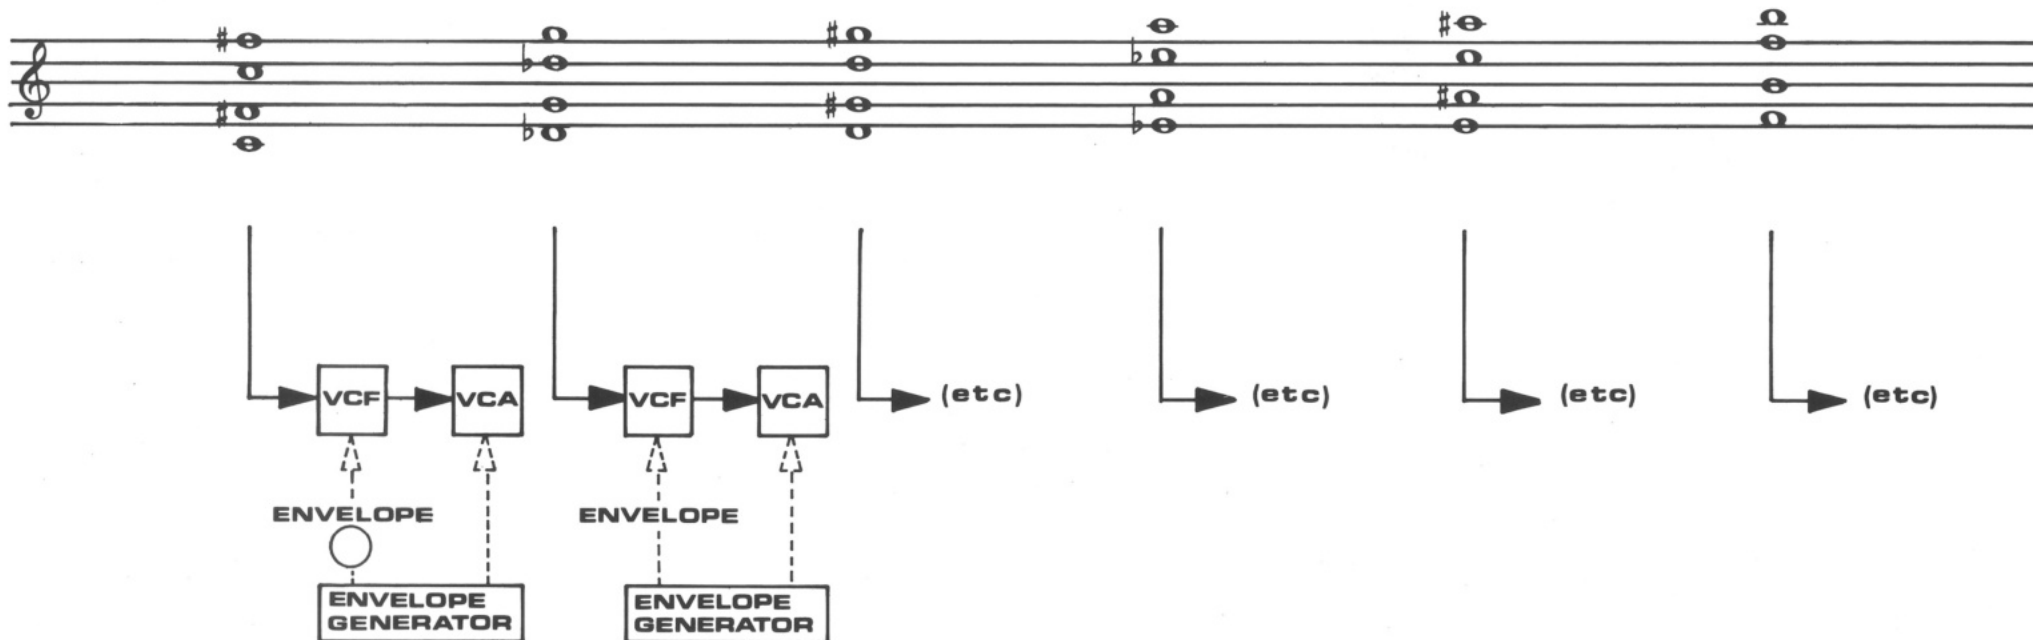 VCF VCA VCF VCA (etc) (etc) (etc) (etc)
ENVELOPE ENVELOPE
ENVELOPE
GENERATOR
ENVELOPE
GENERATOR